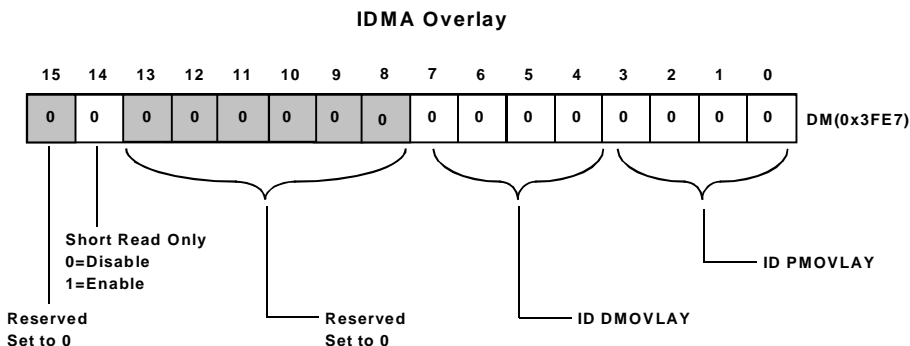 IDMA Overlay
15 14 13 12 11 10 9 8 7 6 5 4 3 2 1 0
0 0 0 0 0 0 0 0 0 0 0 0 0 0 0 0 DM(0x3FE7)
Short Read Only
0=Disable
1=Enable
ID PMOVLAY
Reserved
Set to 0
Reserved
Set to 0
ID DMOVLAY